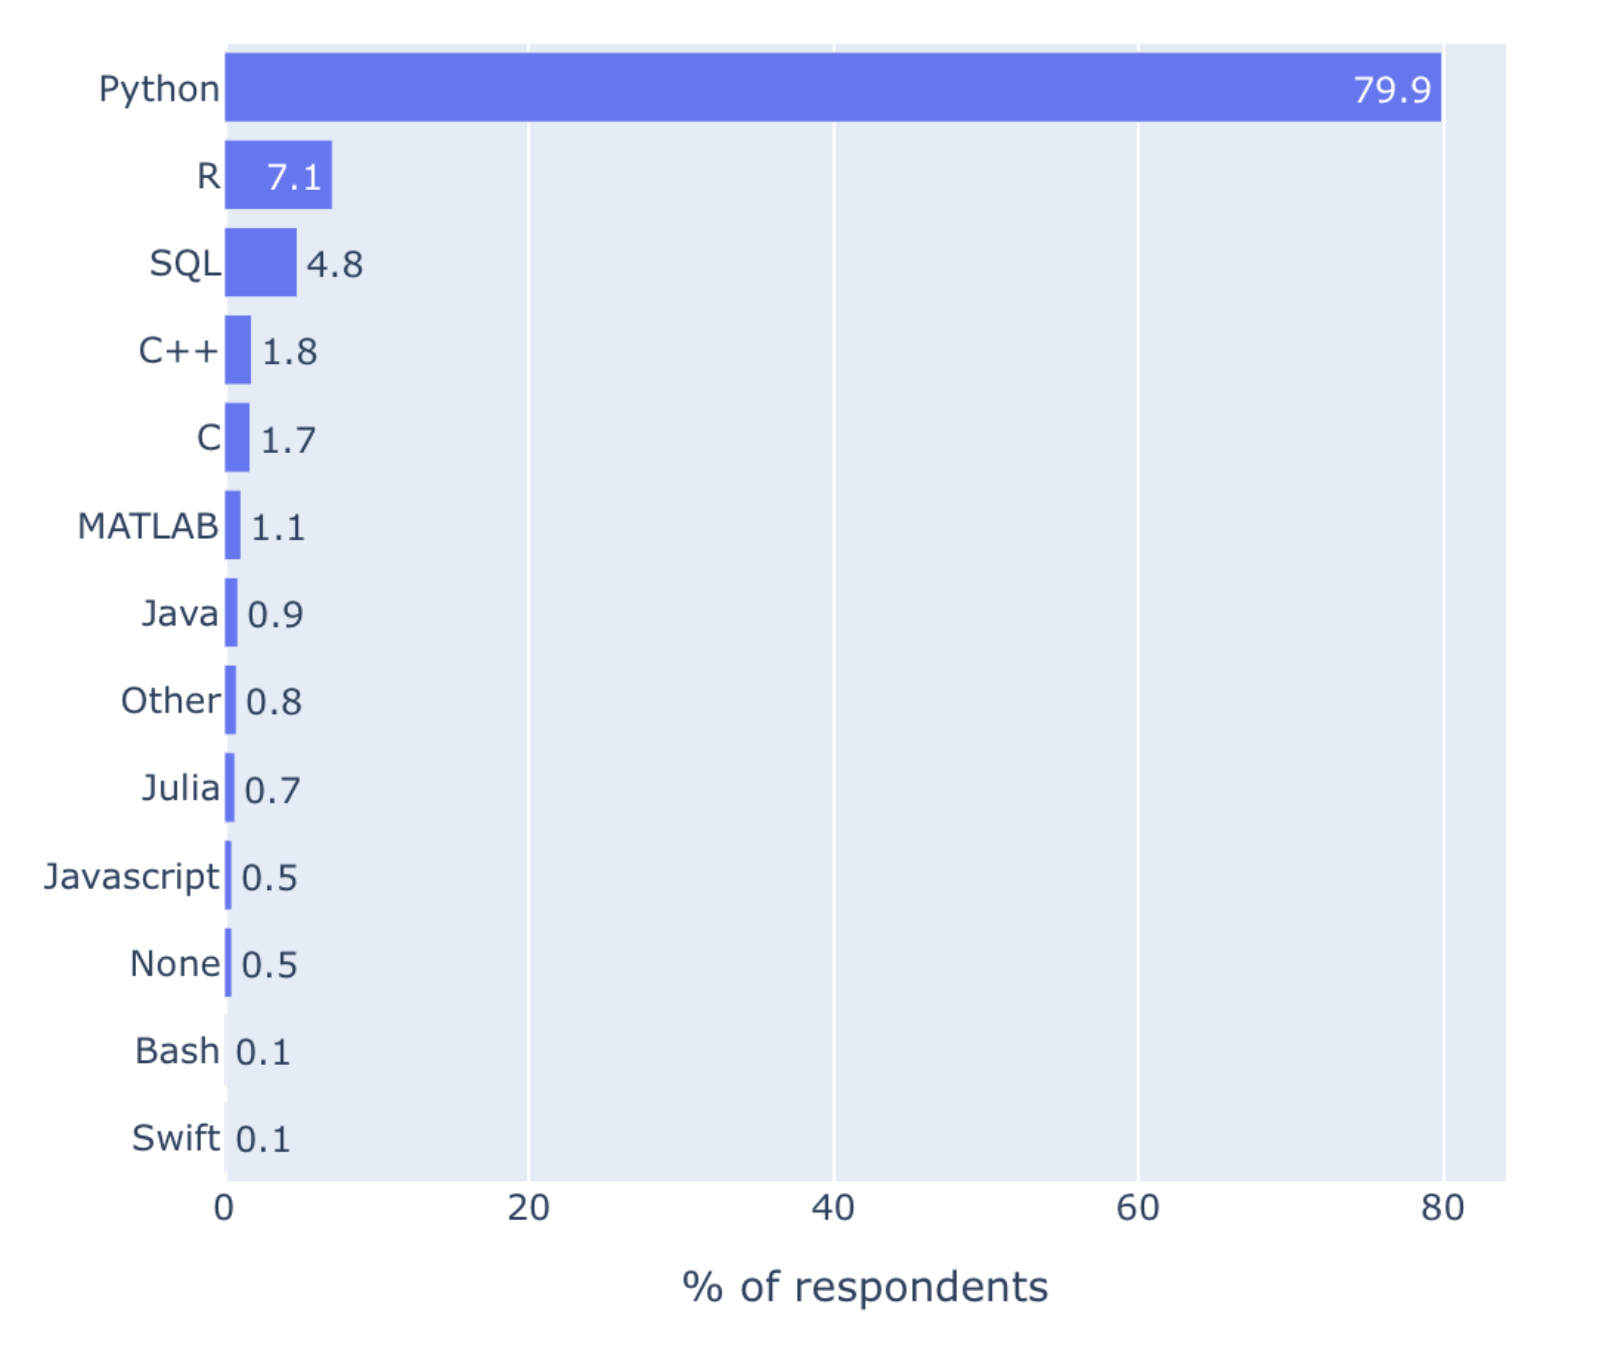 Python 79.9
R 7.1
SQL 4.8
C++ 1.8
C 1.7
MATLAB 1.1
Java 0.9
Other 0.8
Julia 0.7
Javascript 0.5
None 0.5
Bash 0.1
Swift 0.1
0 20 40 60 80
% of respondents